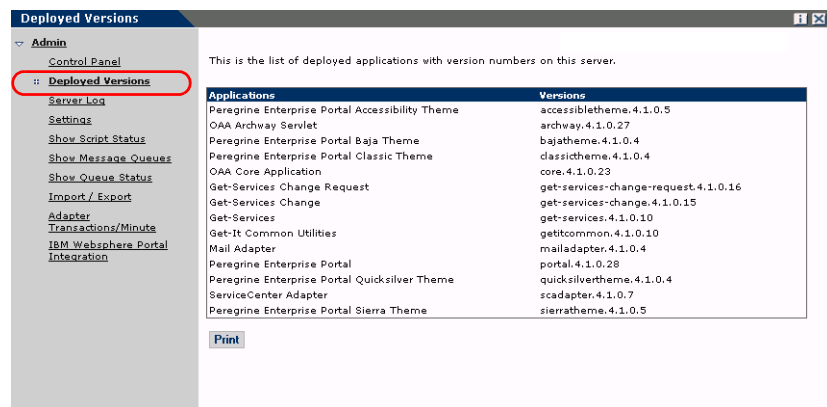 Deployed Versions
Admin
Control Panel
Deployed Versions
Server Log
Settings
Show Script Status
Show Message Queues
Show Queue Status
Import / Export
Adapter
Transactions/Minute
IBM Websphere Portal
Integration
This is the list of deployed applications with version numbers on this server.
Applications Versions
Peregrine Enterprise Portal Accessibility Theme accessibletheme.4.1.0.5
OAA Archway Servlet archway.4.1.0.27
Peregrine Enterprise Portal Baja Theme bajatheme.4.1.0.4
Peregrine Enterprise Portal Classic Theme classictheme.4.1.0.4
OAA Core Application core.4.1.0.23
Get-Services Change Request get-services-change-request.4.1.0.16
Get-Services Change get-services-change.4.1.0.15
Get-Services get-services.4.1.0.10
Get-It Common Utilities getitcommon.4.1.0.10
Mail Adapter mailadapter.4.1.0.4
Peregrine Enterprise Portal portal.4.1.0.28
Peregrine Enterprise Portal Quicksilver Theme quicksilvertheme.4.1.0.4
ServiceCenter Adapter scadapter.4.1.0.7
Peregrine Enterprise Portal Sierra Theme sierratheme.4.1.0.5
Print